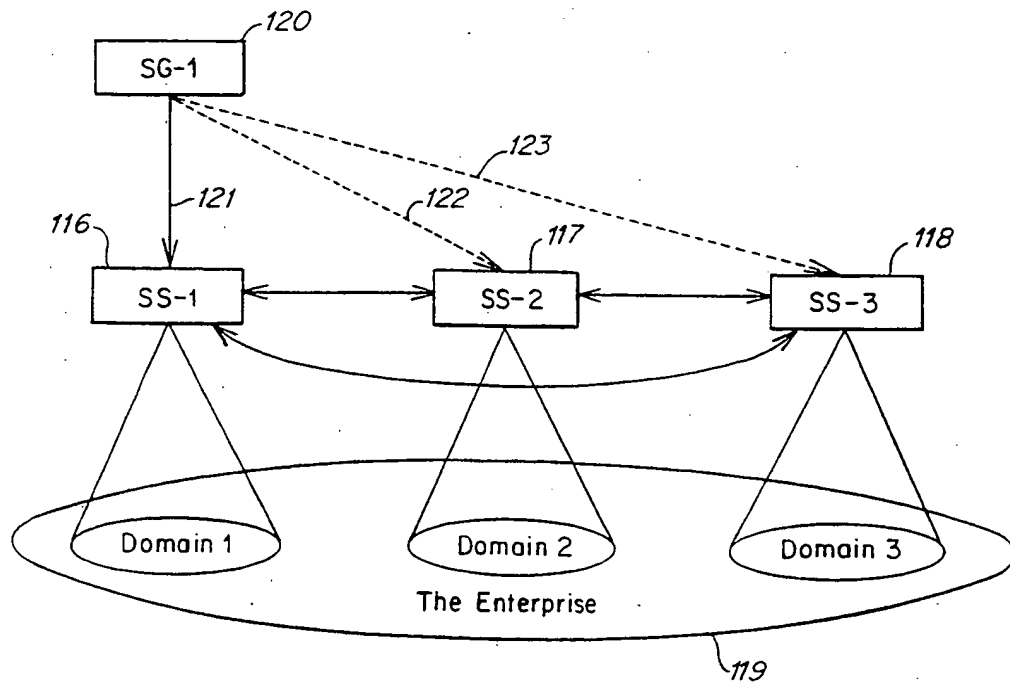 120
SG-1
123
121
122
116
117
118
SS-1
SS-2
SS-3
Domain 1
Domain 2
Domain 3
The Enterprise
119